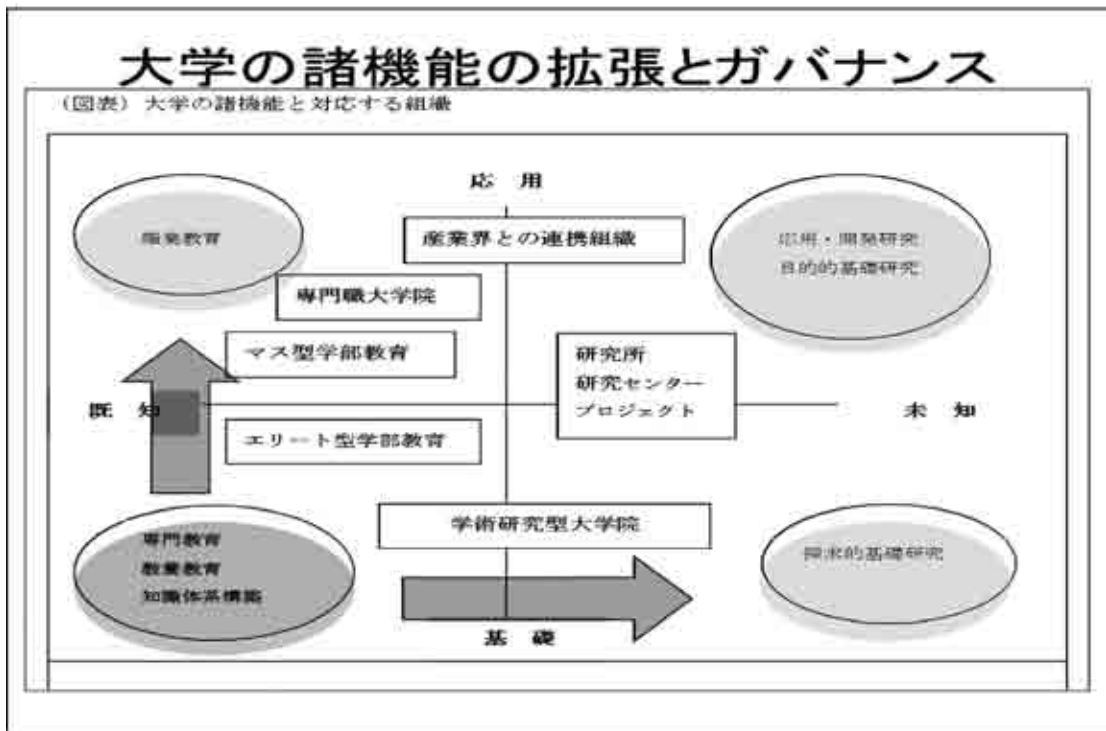 大学の諸機能の拡張とガバナンス
(図表) 大学の諸機能と対応する組織
応 用
産業界との連携組織
応用・開発研究
目的的基礎研究
専門職大学院
マス型学部教育
研究所
研究センター
プロジェクト
既 知
未 知
エリート型学部教育
学術研究型大学院
専門教育
教養教育
知識体系機能
探求的基礎研究
基 礎